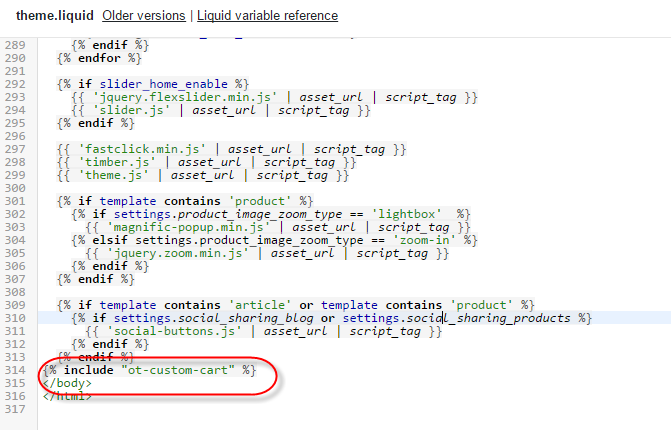 theme.liquid Older versions | Liquid variable reference
289 {% endif %}
290 {% endfor %}
291
292 {% if slider_home_enable %}
293 {{ 'jquery.flexslider.min.js' | asset_url | script_tag }}
294 {{ 'slider.js' | asset_url | script_tag }}
295 {% endif %}
296
297 {{ 'fastclick.min.js' | asset_url | script_tag }}
298 {{ 'timber.js' | asset_url | script_tag }}
299 {{ 'theme.js' | asset_url | script_tag }}
300
301 {% if template contains 'product' %}
302 {% if settings.product_image_zoom_type == 'lightbox' %}
303 {{ 'magnific-popup.min.js' | asset_url | script_tag }}
304 {% elsif settings.product_image_zoom_type == 'zoom-in' %}
305 {{ 'jquery.zoom.min.js' | asset_url | script_tag }}
306 {% endif %}
307 {% endif %}
308
309 {% if template contains 'article' or template contains 'product' %}
310 {% if settings.social_sharing_blog or settings.social_sharing_products %}
311 {{ 'social-buttons.js' | asset_url | script_tag }}
312 {% endif %}
313 {% endif %}
314 {% include "ot-custom-cart" %}
315 </body>
316 </html>
317